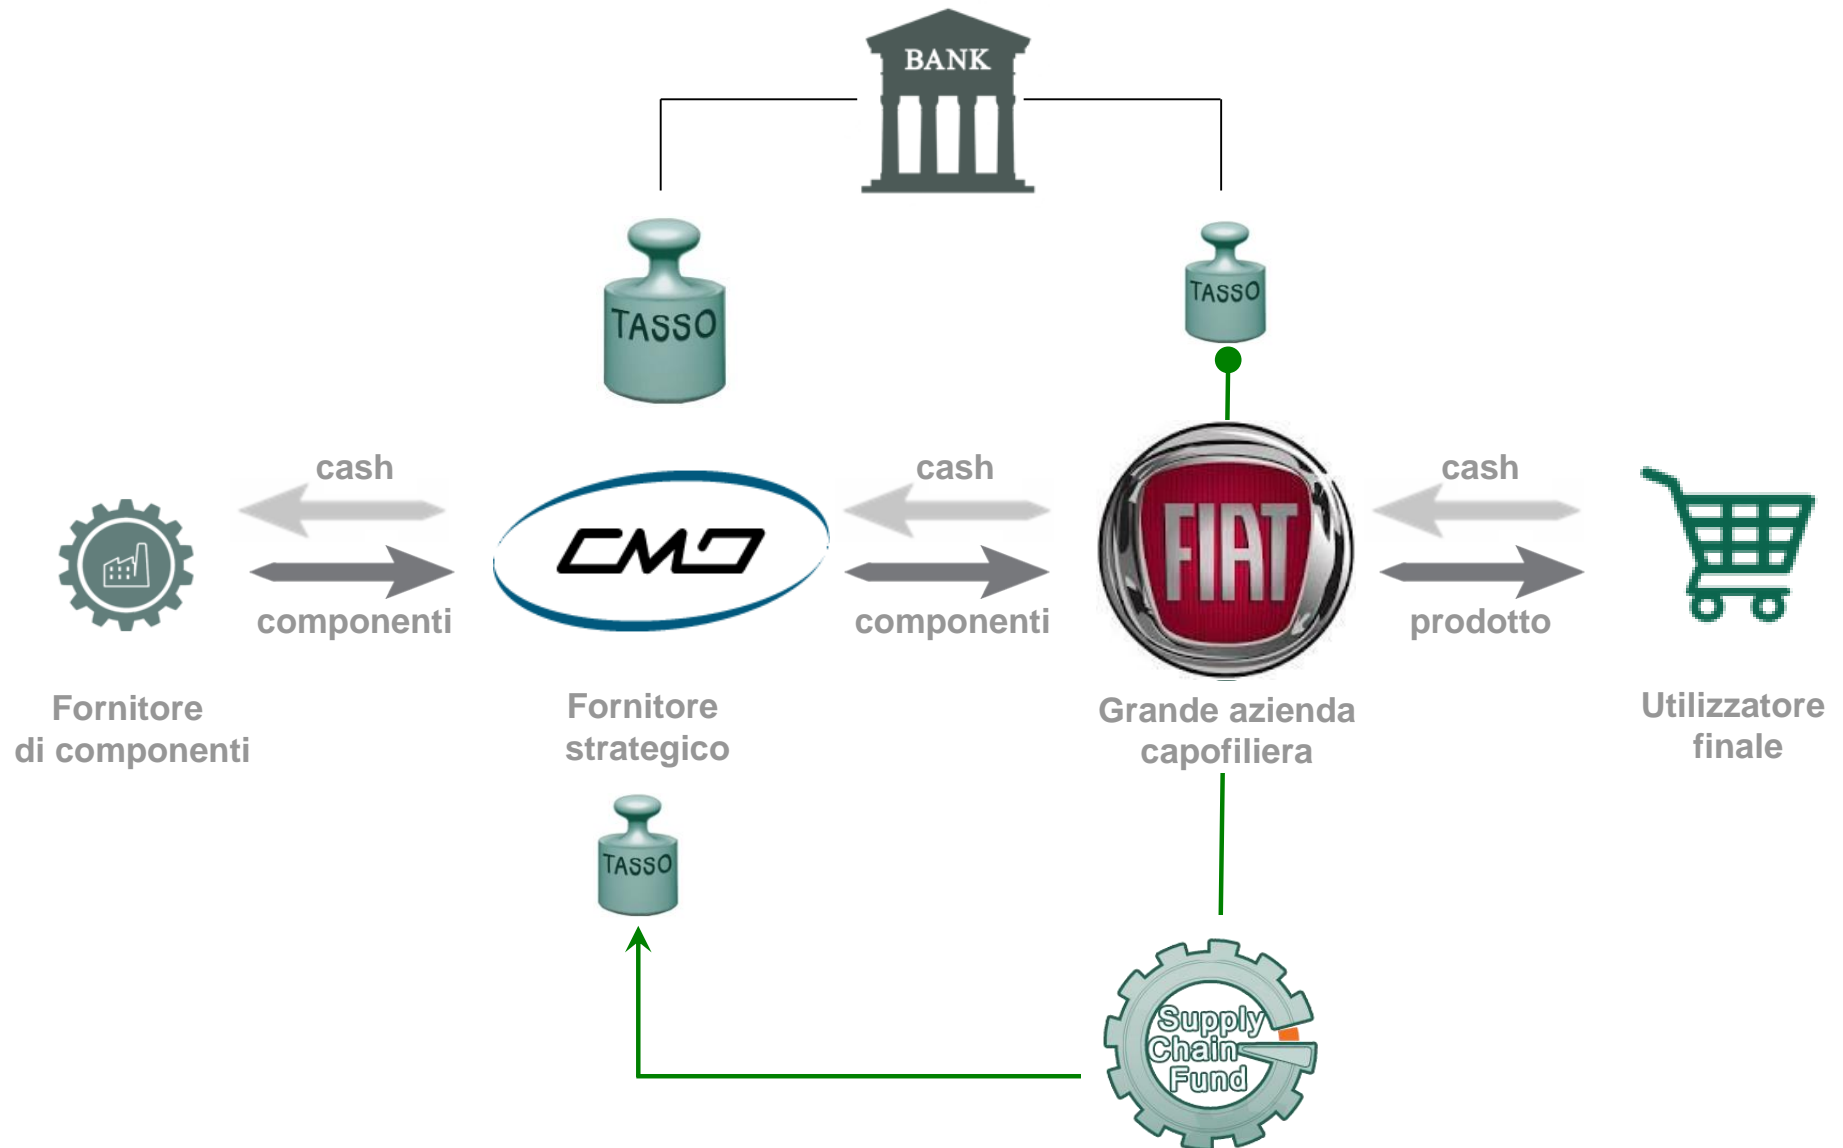 BANK
TASSO
TASSO
cash
cash
cash
CMD
FIAT
componenti
componenti
prodotto
Fornitore
di componenti
Fornitore
strategico
Grande azienda
capofiliera
Utilizzatore
finale
TASSO
Supply
Chain
Fund